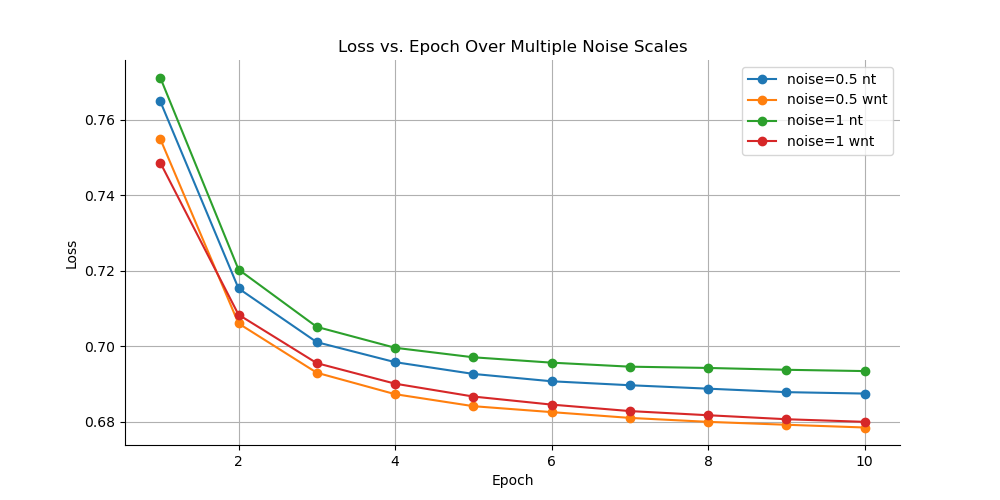 Loss vs. Epoch Over Multiple Noise Scales
noise=0.5 nt
noise=0.5 wnt
noise=1 nt
noise=1 wnt
Loss
0.76
0.74
0.72
0.70
0.68
2 4 6 8 10
Epoch